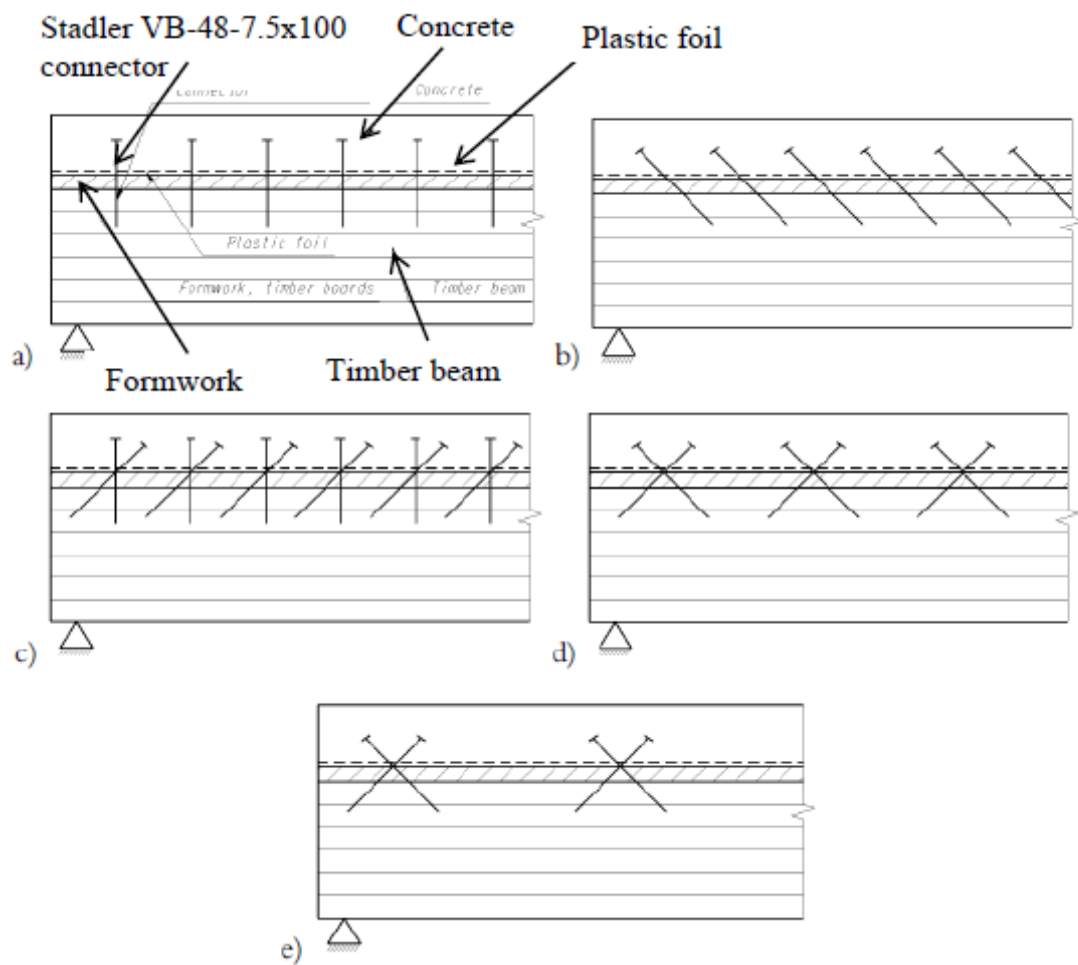 Stadler VB-48-7.5x100
connector
Concrete
Plastic foil
Concrete
Plastic foil
Formwork, timber boards
Timber beam
a)
b)
Formwork
Timber beam
c)
d)
e)